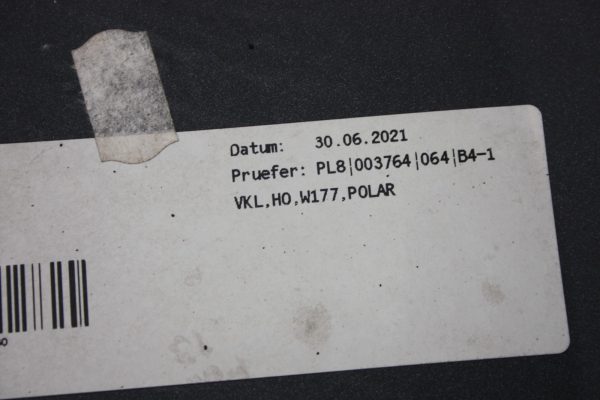 Datum: 30.06.2021
Pruefer: PL8|003764|064|B4-1
VKL,HO,W177,POLAR